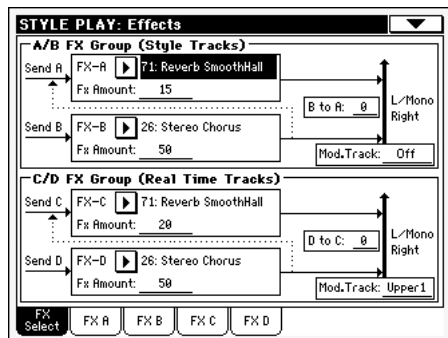 STYLE PLAY: Effects
A/B FX Group (Style Tracks)
Send A FX-A 71: Reverb SmoothHall
Fx Amount: 15
B to A: 0
L/Mono
Right
Send B FX-B 26: Stereo Chorus
Fx Amount: 50
Mod.Track: Off
C/D FX Group (Real Time Tracks)
Send C FX-C 71: Reverb SmoothHall
Fx Amount: 20
D to C: 0
L/Mono
Right
Send D FX-D 26: Stereo Chorus
Fx Amount: 50
Mod.Track: Upper1
FX Select FX A FX B FX C FX D